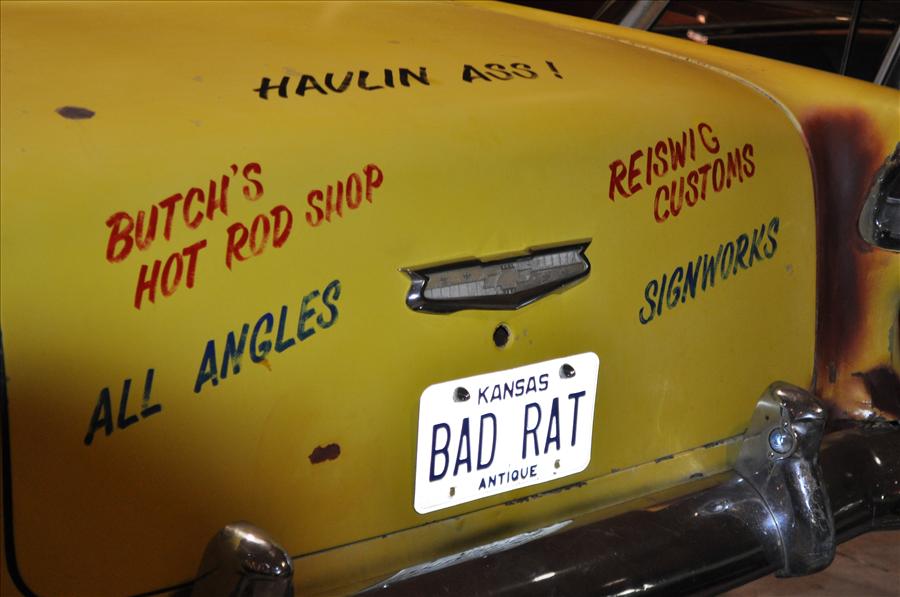 HAULIN ASS!
BUTCH'S
HOT ROD SHOP
ALL ANGLES
REISWIG
CUSTOMS
SIGNWORKS
KANSAS
BAD RAT
ANTIQUE